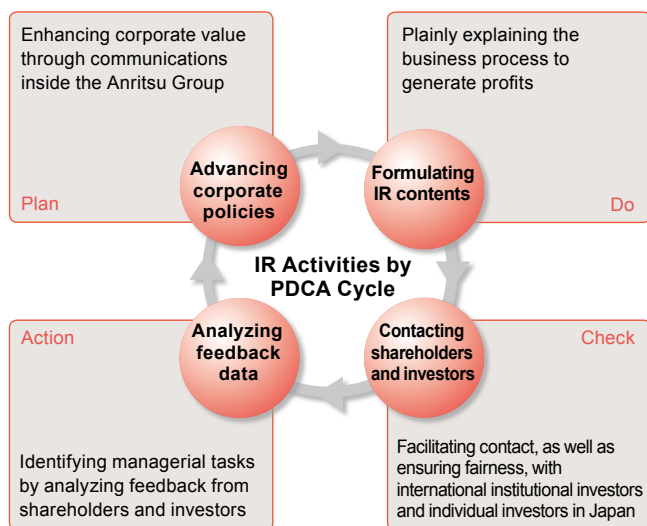 Enhancing corporate value
through communications
inside the Anritsu Group
Plan
Plainly explaining the
business process to
generate profits
Do
Advancing
corporate
policies
Formulating
IR contents
IR Activities by
PDCA Cycle
Analyzing
feedback
data
Contacting
shareholders
and investors
Action
Identifying managerial tasks
by analyzing feedback from
shareholders and investors
Check
Facilitating contact, as well as
ensuring fairness, with
international institutional investors
and individual investors in Japan